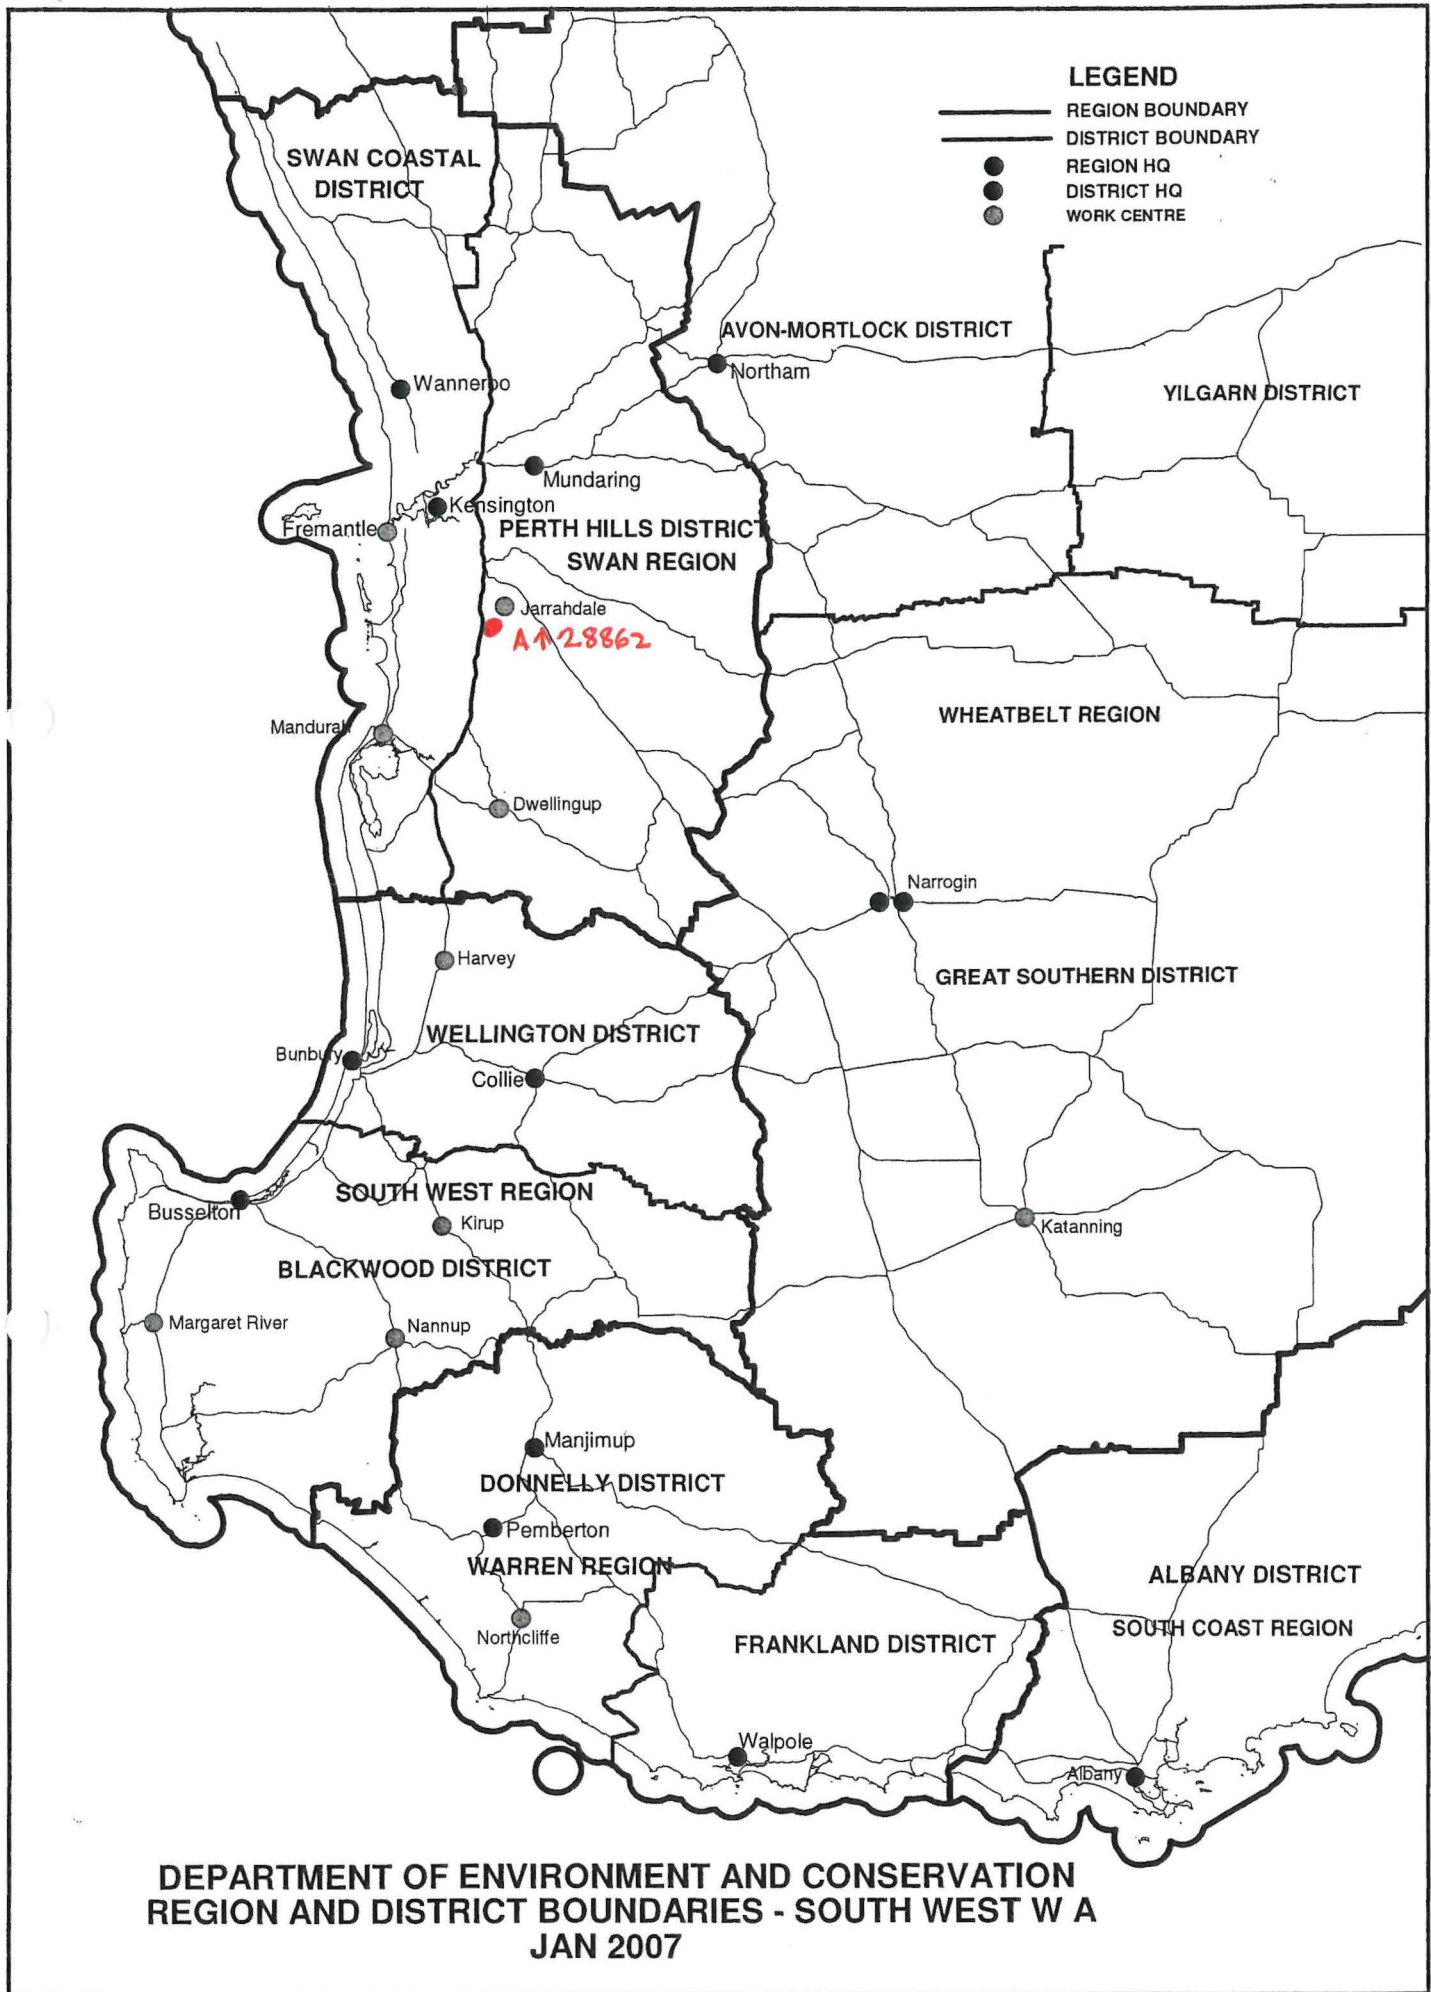 LEGEND
REGION BOUNDARY
DISTRICT BOUNDARY
REGION HQ
DISTRICT HQ
WORK CENTRE
SWAN COASTAL
DISTRICT
AVON-MORTLOCK DISTRICT
Northam
YILGARN DISTRICT
Wanneroo
Mundaring
Kensington
Fremantle
PERTH HILLS DISTRICT
SWAN REGION
Jarrahdale
A↑28862
WHEATBELT REGION
Mandurah
Dwellingup
Narrogin
Harvey
GREAT SOUTHERN DISTRICT
WELLINGTON DISTRICT
Bunbury
Collie
SOUTH WEST REGION
Busselton
Kirup
Katanning
BLACKWOOD DISTRICT
Margaret River
Nannup
Manjimup
DONNELLY DISTRICT
Pemberton
WARREN REGION
ALBANY DISTRICT
Northcliffe
SOUTH COAST REGION
FRANKLAND DISTRICT
Walpole
Albany
DEPARTMENT OF ENVIRONMENT AND CONSERVATION
REGION AND DISTRICT BOUNDARIES - SOUTH WEST W A
JAN 2007